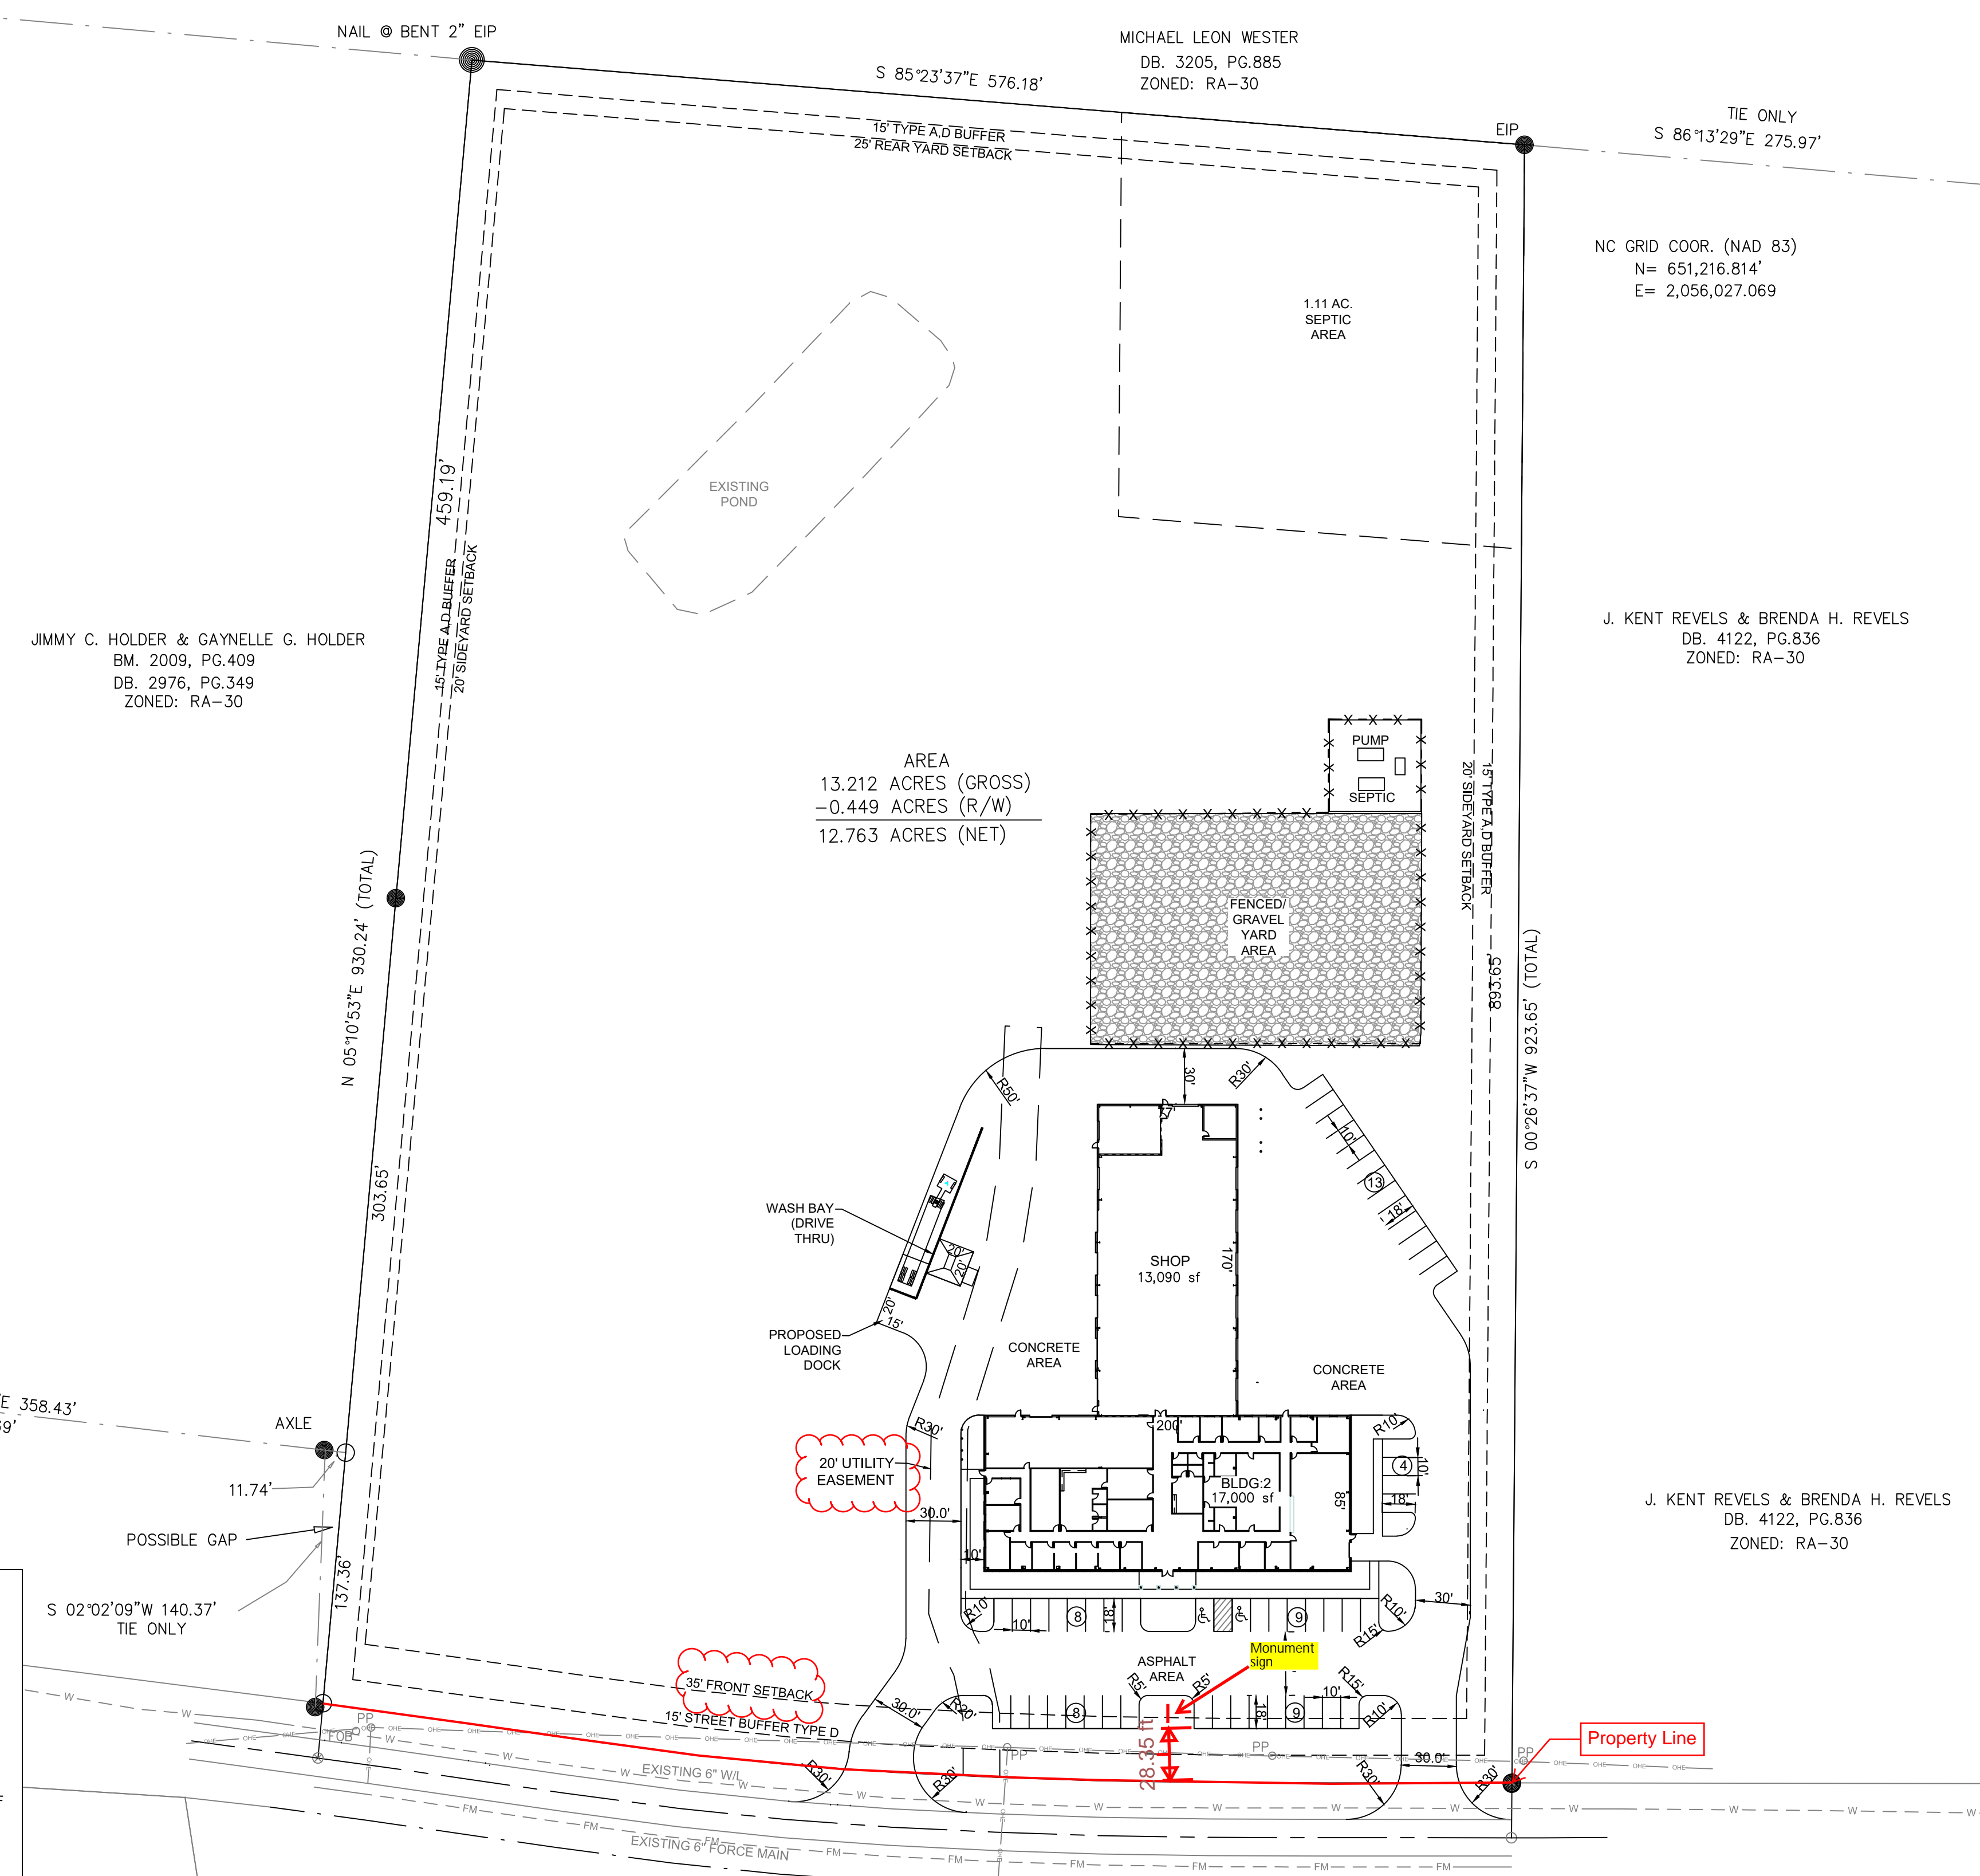 NAIL @ BENT 2" EIP
MICHAEL LEON WESTER
DB. 3205, PG.885
ZONED: RA-30
S 85°23'37"E 576.18'
TIE ONLY
S 86°13'29"E 275.97'
EIP
15' TYPE A,D BUFFER
25' REAR YARD SETBACK
NC GRID COOR. (NAD 83)
N= 651,216.814'
E= 2,056,027.069
1.11 AC.
SEPTIC
AREA
EXISTING
POND
459.19'
15' TYPE A,D BUFFER
20' SIDEYARD SETBACK
JIMMY C. HOLDER & GAYNELLE G. HOLDER
BM. 2009, PG.409
DB. 2976, PG.349
ZONED: RA-30
J. KENT REVELS & BRENDA H. REVELS
DB. 4122, PG.836
ZONED: RA-30
AREA
13.212 ACRES (GROSS)
-0.449 ACRES (R/W)
12.763 ACRES (NET)
PUMP
SEPTIC
15' TYPE A,D BUFFER
20' SIDEYARD SETBACK
FENCED/
GRAVEL
YARD
AREA
893.65'
S 00°26'37"W 923.65' (TOTAL)
N 05°10'53"E 930.24' (TOTAL)
303.65'
R50'
30'
R30'
17'
10'
13
18'
WASH BAY
(DRIVE
THRU)
20'
20'
20'
15'
SHOP
13,090 sf
170'
PROPOSED
LOADING
DOCK
CONCRETE
AREA
CONCRETE
AREA
'E 358.43'
39'
AXLE
11.74'
POSSIBLE GAP
137.36'
S 02°02'09"W 140.37'
TIE ONLY
R30'
200'
R10'
20' UTILITY
EASEMENT
BLDG:2
17,000 sf
85'
4
10'
18'
30.0'
10'
J. KENT REVELS & BRENDA H. REVELS
DB. 4122, PG.836
ZONED: RA-30
R10'
10'
8
18'
9
R10'
30'
R15'
Monument
sign
ASPHALT
AREA
R5'
R5'
R15'
10'
35' FRONT SETBACK
15' STREET BUFFER TYPE D
30.0'
R20'
8
18'
9
R10'
28.35 ft
Property Line
PP
FOB
PP
PP
PP
OHE
W
30.0'
R30'
R30'
R30'
R30'
EXISTING 6" W/L
FM
EXISTING 6" FORCE MAIN